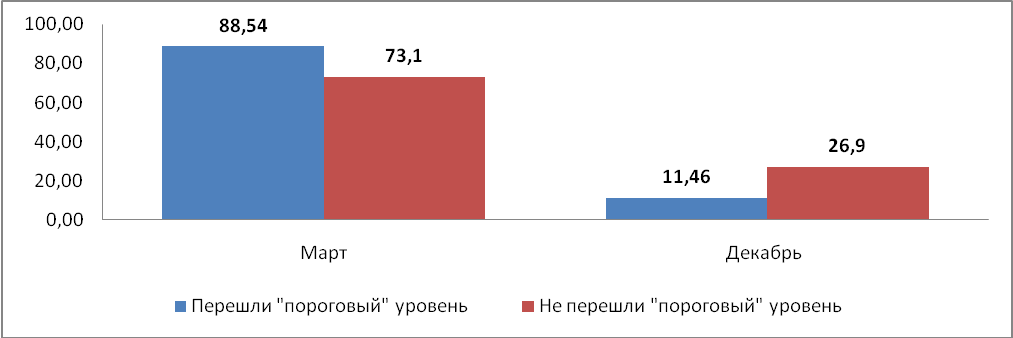 100,00
80,00
60,00
40,00
20,00
0,00
88,54
73,1
11,46
26,9
Март
Декабрь
Перешли "пороговый" уровень
Не перешли "пороговый" уровень